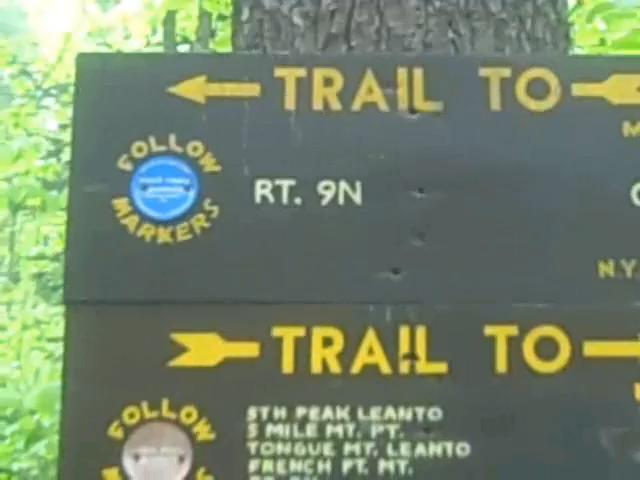 TRAIL TO
M
FOLLOW
MARKERS
RT. 9N
N.Y.
TRAIL TO
FOLLOW
5TH PEAK LEANTO
5 MILE MT. PT.
TONGUE MT. LEANTO
FRENCH PT. MT.